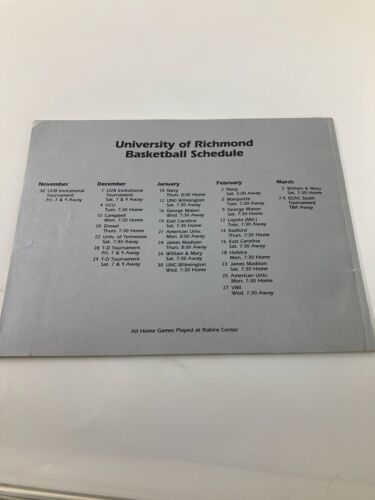 University of Richmond
Basketball Schedule
November
30 UVB Invitational
Tournament
Fri. 7 & 9 Away
December
1 UVB Invitational
Tournament
Sat. 7 & 9 Away
4 VCU
Tues. 7:30 Home
10 Campbell
Mon. 7:30 Home
20 Drexel
Thurs. 7:30 Home
22 Univ. of Tennessee
Sat. 7:30 Away
28 T-D Tournament
Fri. 7 & 9 Away
29 T-D Tournament
Sat. 7 & 9 Away
January
10 Navy
Thur. 8:00 Home
12 UNC-Wilmington
Sat. 7:30 Away
16 George Mason
Wed. 7:30 Away
19 East Carolina
Sat. 7:30 Home
21 American Univ.
Mon. 8:00 Away
24 James Madison
Thurs. 8:00 Away
26 William & Mary
Sat. 7:30 Away
30 UNC-Wilmington
Wed. 7:30 Home
February
2 Navy
Sat. 2:00 Away
5 Marquette
Tues. 7:30 Away
9 George Mason
Sat. 7:30 Home
12 Loyola (Md.)
Tues. 7:30 Away
14 Radford
Thurs. 7:30 Home
16 East Carolina
Sat. 7:30 Away
18 Hofstra
Mon. 7:30 Home
23 James Madison
Sat. 7:30 Home
25 American Univ.
Mon. 7:30 Home
27 VMI
Wed. 7:30 Away
March
2 William & Mary
Sat. 7:30 Home
7-9 ECAC South
Tournament
TBA Away
All Home Games Played at Robins Center